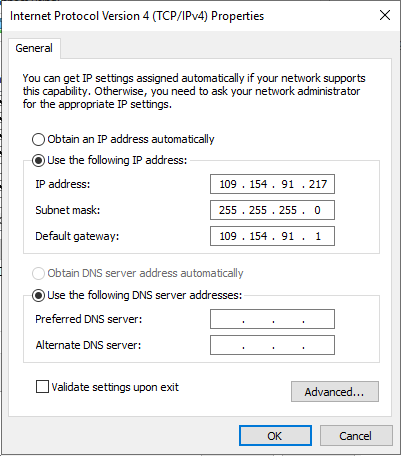 Internet Protocol Version 4 (TCP/IPv4) Properties
General
You can get IP settings assigned automatically if your network supports
this capability. Otherwise, you need to ask your network administrator
for the appropriate IP settings.
Obtain an IP address automatically
Use the following IP address:
IP address: 109 . 154 . 91 . 217
Subnet mask: 255 . 255 . 255 . 0
Default gateway: 109 . 154 . 91 . 1
Obtain DNS server address automatically
Use the following DNS server addresses:
Preferred DNS server: . . .
Alternate DNS server: . . .
Validate settings upon exit
Advanced...
OK Cancel